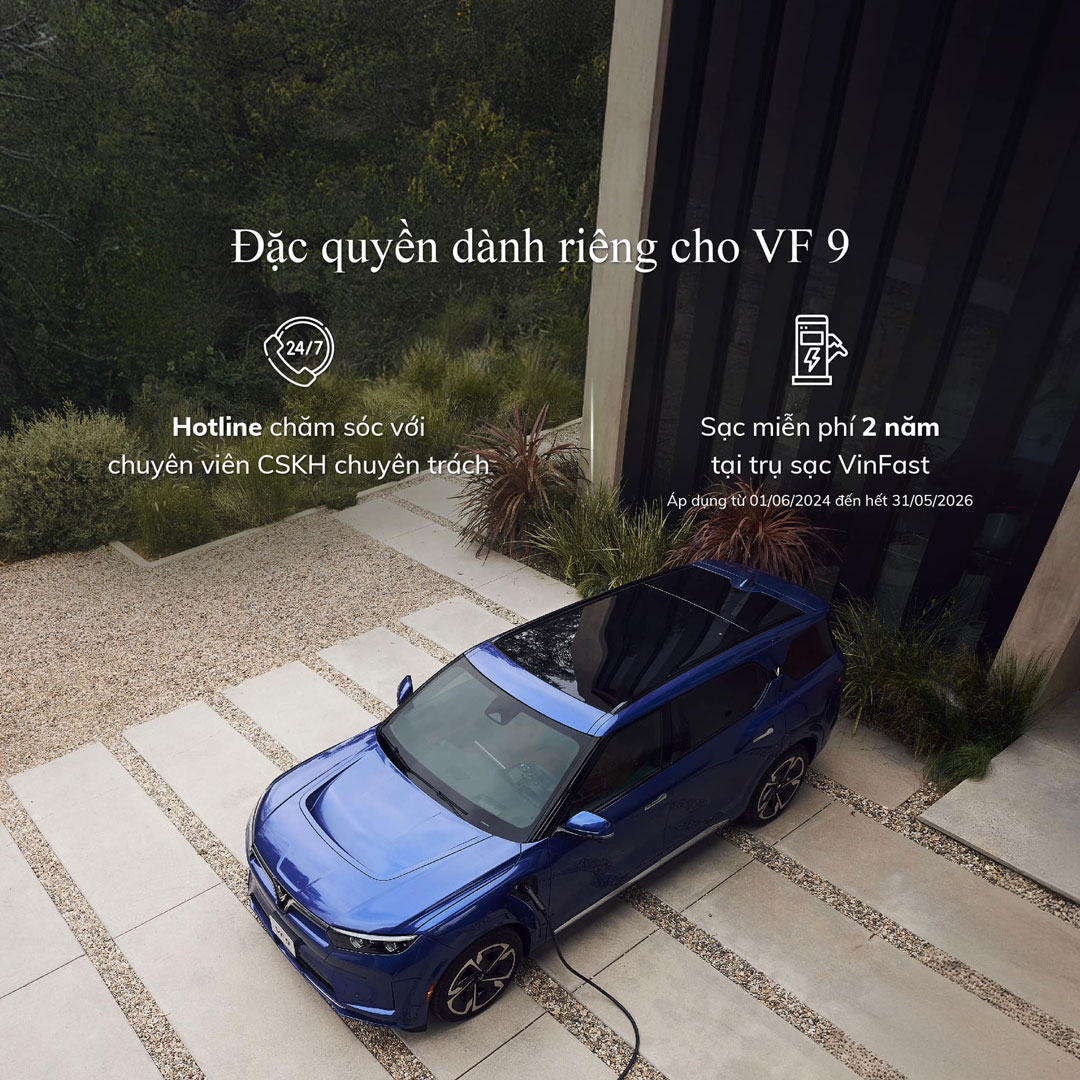 Đặc quyền dành riêng cho VF 9
24/7
Hotline chăm sóc với
chuyên viên CSKH chuyên trách
Sạc miễn phí 2 năm
tại trụ sạc VinFast
Áp dụng từ 01/06/2024 đến hết 31/05/2026
VF 9